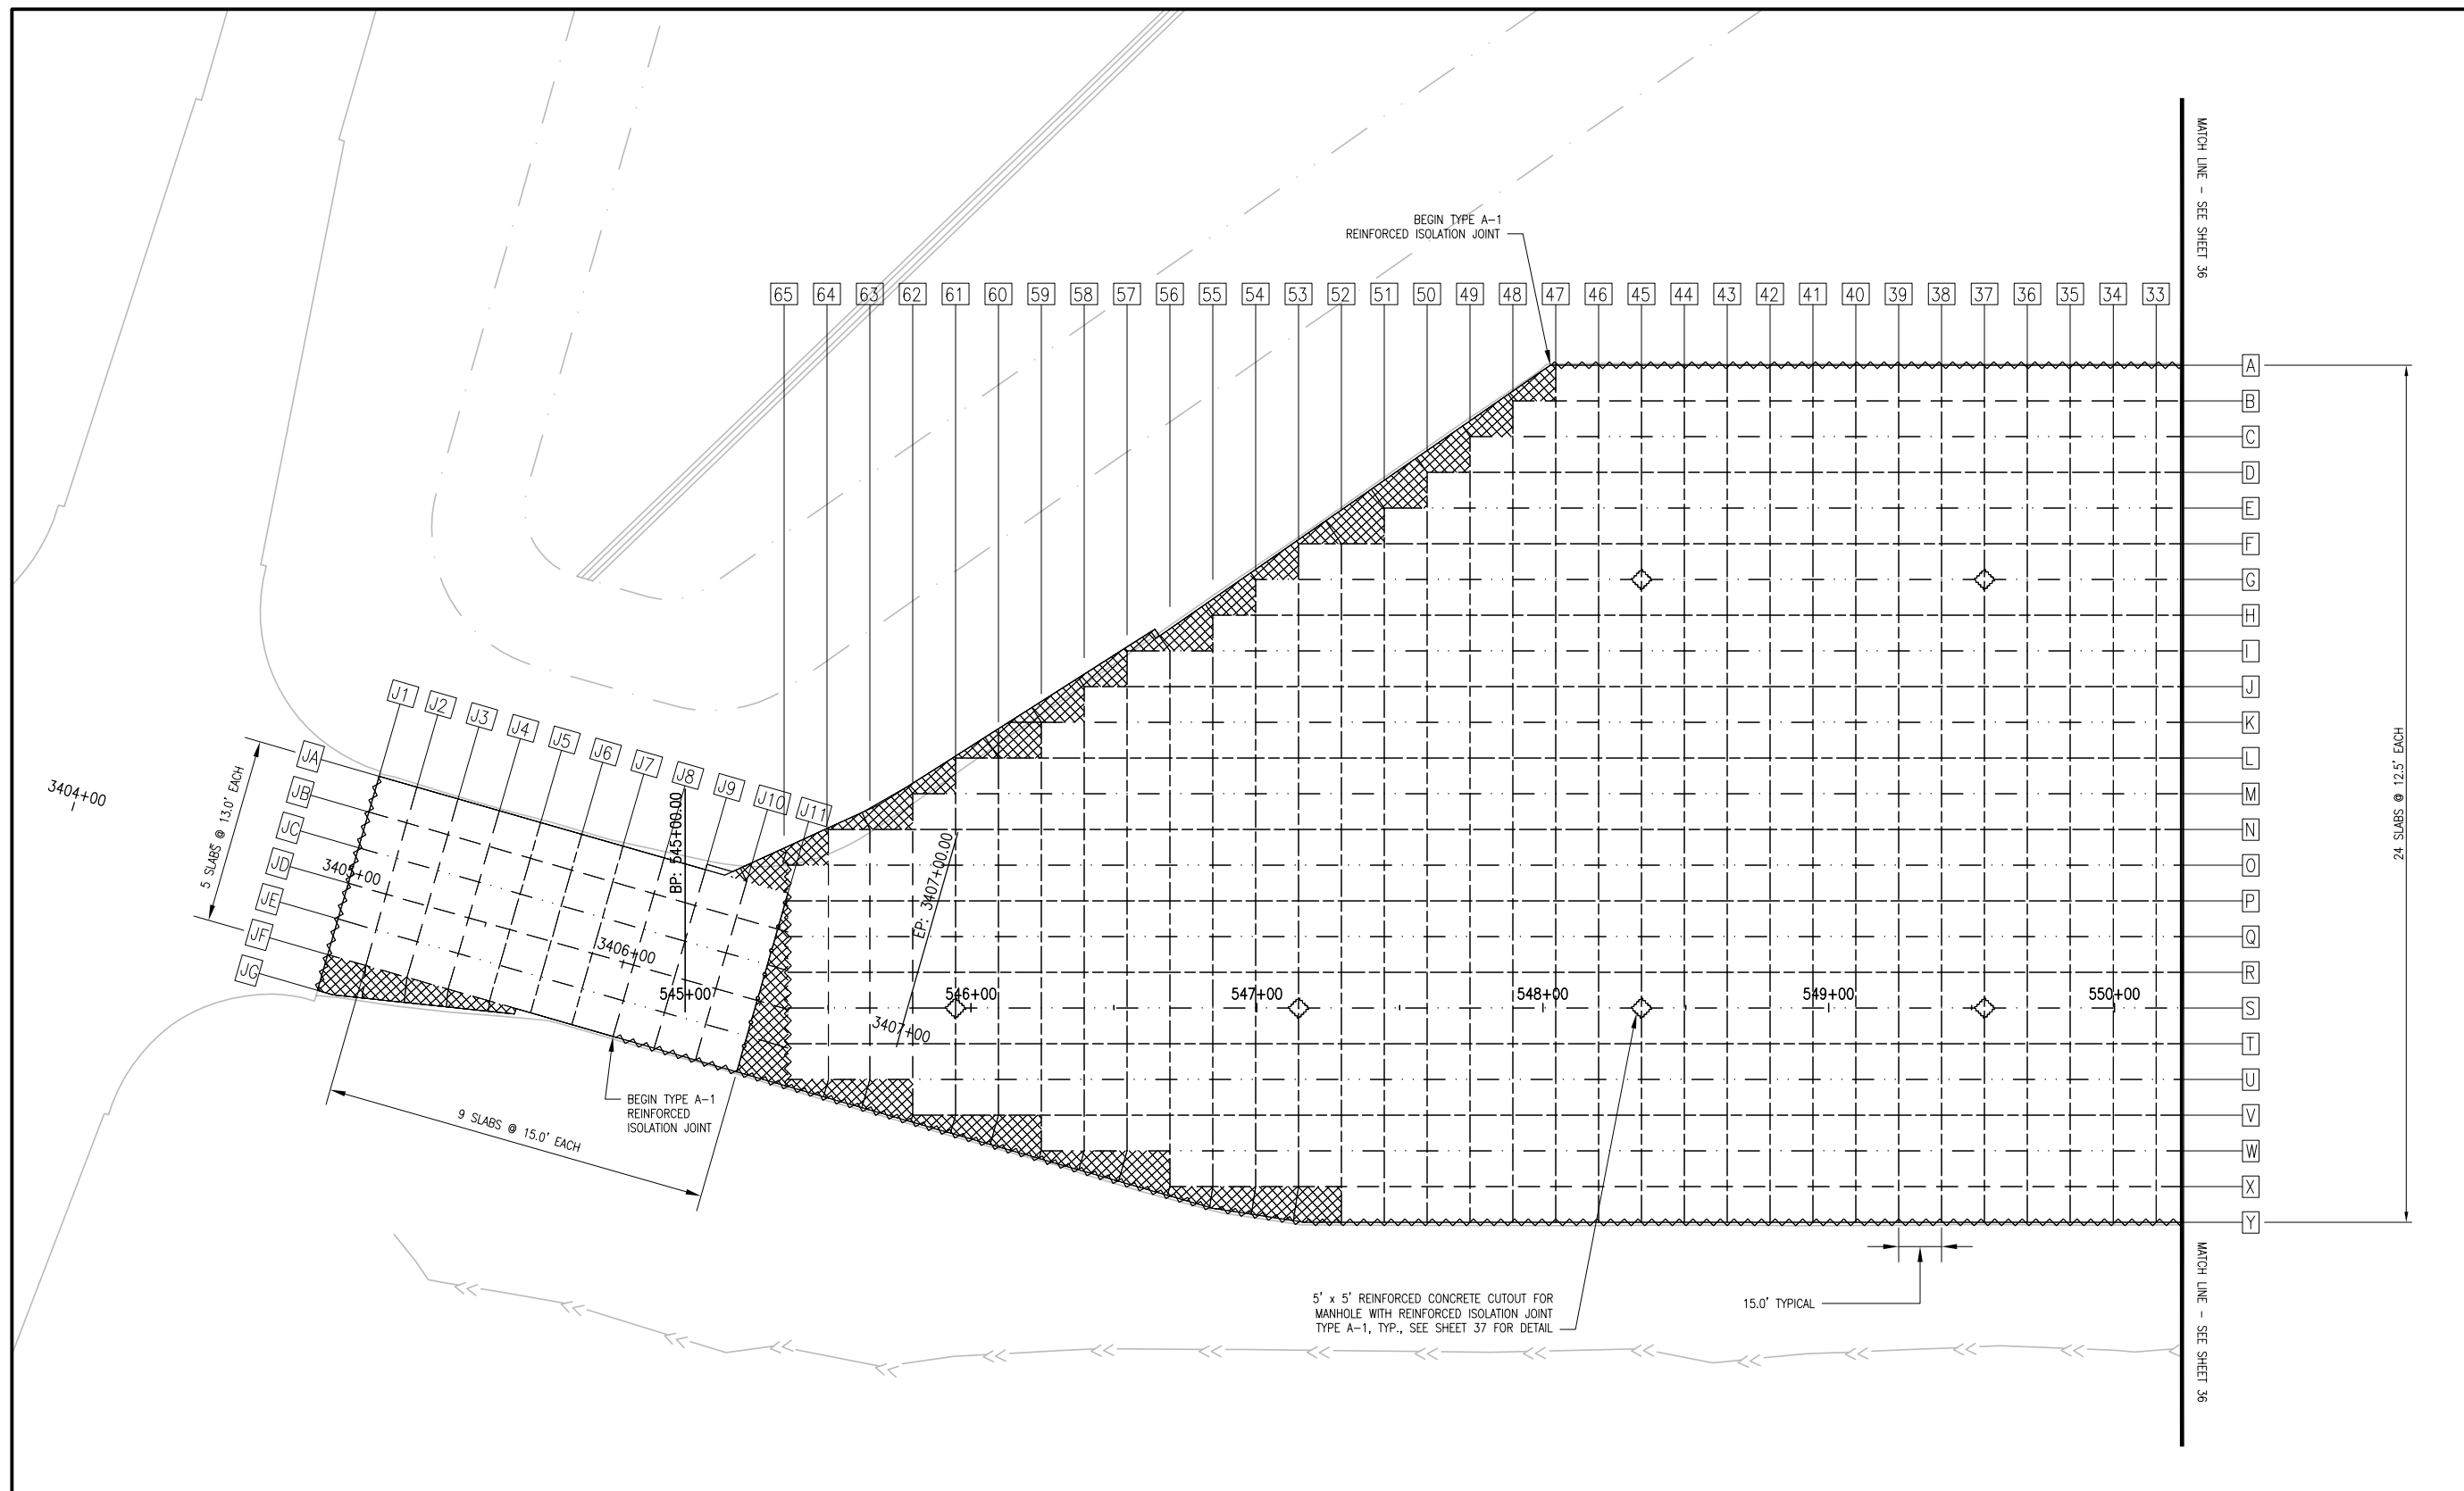 MATCH LINE - SEE SHEET 36
BEGIN TYPE A-1
REINFORCED ISOLATION JOINT
65 64 63 62 61 60 59 58 57 56 55 54 53 52 51 50 49 48 47 46 45 44 43 42 41 40 39 38 37 36 35 34 33
A
B
C
D
E
F
G
H
I
J
K
L
M
N
O
P
Q
R
S
T
U
V
W
X
Y
24 SLABS @ 12.5' EACH
J1 J2 J3 J4 J5 J6 J7 J8 J9 J10 J11
JA
JB
JC
JD
JE
JF
JG
5 SLABS @ 13.0' EACH
3404+00
3405+00
3406+00
3407+00
BP: 545+00.00
EP: 3407+00.00
545+00 546+00 547+00 548+00 549+00 550+00
BEGIN TYPE A-1
REINFORCED
ISOLATION JOINT
9 SLABS @ 15.0' EACH
5' x 5' REINFORCED CONCRETE CUTOUT FOR
MANHOLE WITH REINFORCED ISOLATION JOINT
TYPE A-1, TYP., SEE SHEET 37 FOR DETAIL
15.0' TYPICAL
MATCH LINE - SEE SHEET 36